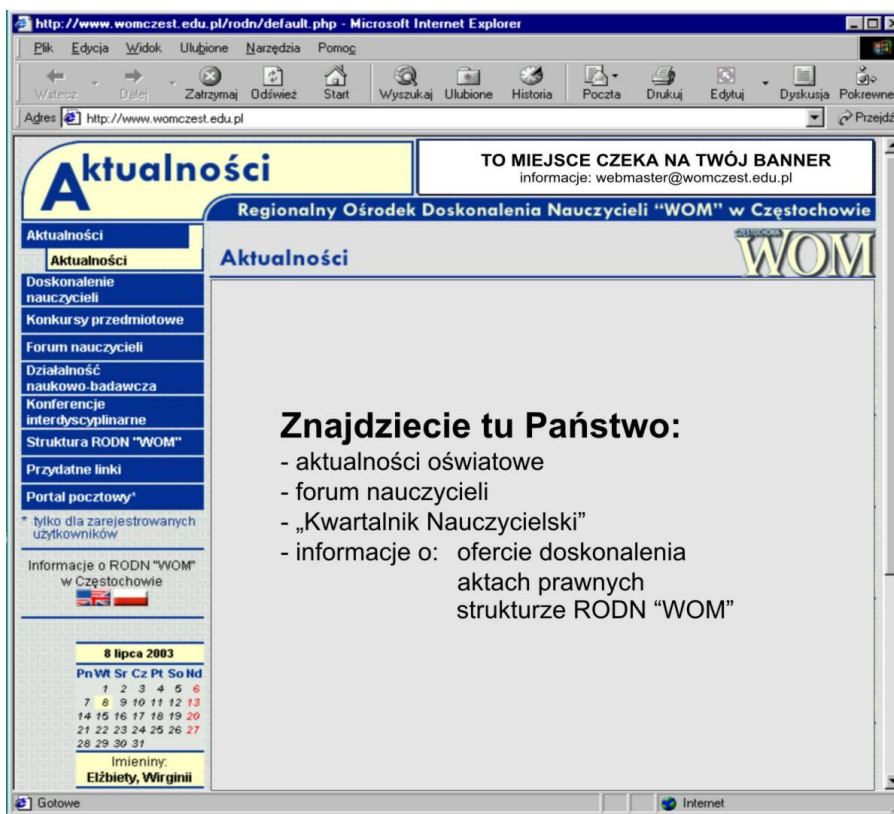 http://www.womczest.edu.pl/rodn/default.php - Microsoft Internet Explorer
Plik Edycja Widok Ulubione Narzędzia Pomoc
Wstecz Dalej Zatrzymaj Odśwież Start Wyszukaj Ulubione Historia Poczta Drukuj Edytuj Dyskusja Pokrewne
Adres http://www.womczest.edu.pl Przejdź
Aktualności
TO MIEJSCE CZEKA NA TWÓJ BANNER
informacje: webmaster@womczest.edu.pl
Regionalny Ośrodek Doskonalenia Nauczycieli “WOM” w Częstochowie
Aktualności
Aktualności
Doskonalenie
nauczycieli
Konkursy przedmiotowe
Forum nauczycieli
Działalność
naukowo-badawcza
Konferencje
interdyscyplinarne
Struktura RODN "WOM"
Przydatne linki
Portal pocztowy*
* tylko dla zarejestrowanych
użytkowników
Informacje o RODN "WOM"
w Częstochowie
8 lipca 2003
Pn Wt Sr Cz Pt So Nd
1 2 3 4 5 6
7 8 9 10 11 12 13
14 15 16 17 18 19 20
21 22 23 24 25 26 27
28 29 30 31
Imieniny:
Elżbiety, Wirginii
Aktualności
CZĘSTOCHOWA
WOM
Znajdziecie tu Państwo:
- aktualności oświatowe
- forum nauczycieli
- „Kwartalnik Nauczycielski”
- informacje o: ofercie doskonalenia
aktach prawnych
strukturze RODN “WOM”
Gotowe Internet